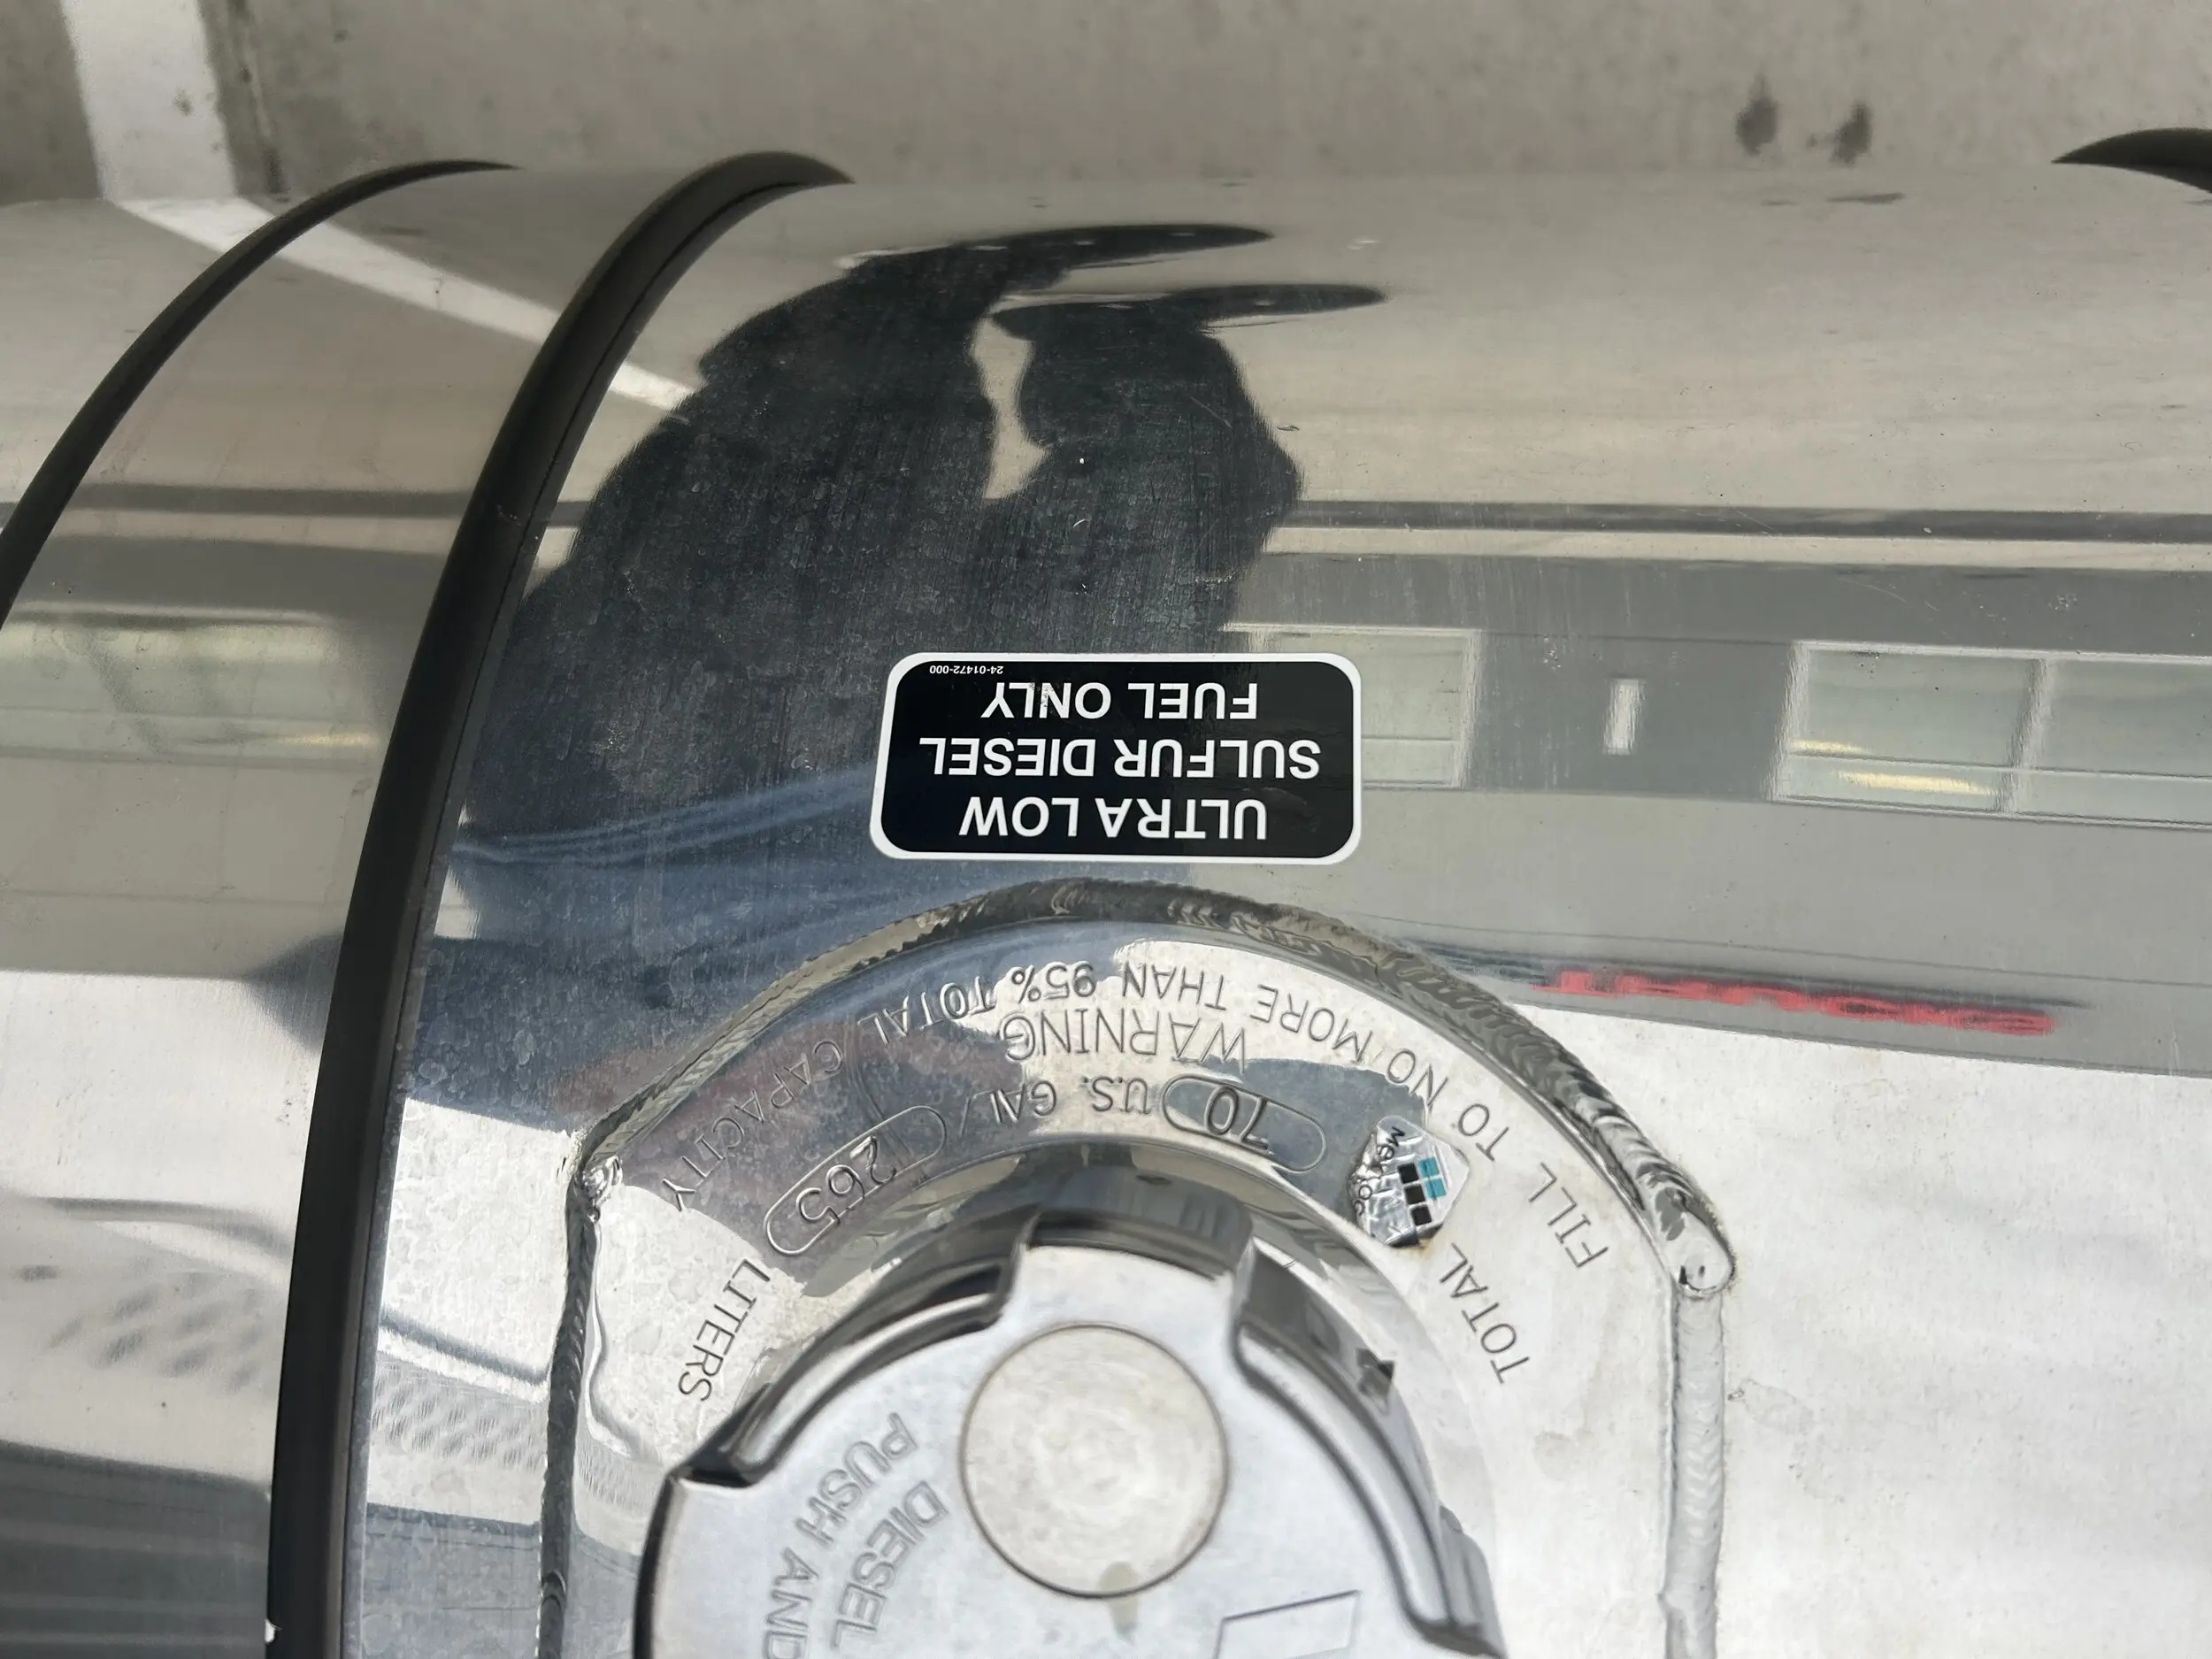 24-01472-000
ULTRA LOW
SULFUR DIESEL
FUEL ONLY
WARNING
FILL TO NO MORE THAN 95% TOTAL CAPACITY
TOTAL 70 U.S. GAL/ 265 LITERS
DIESEL
PUSH AND